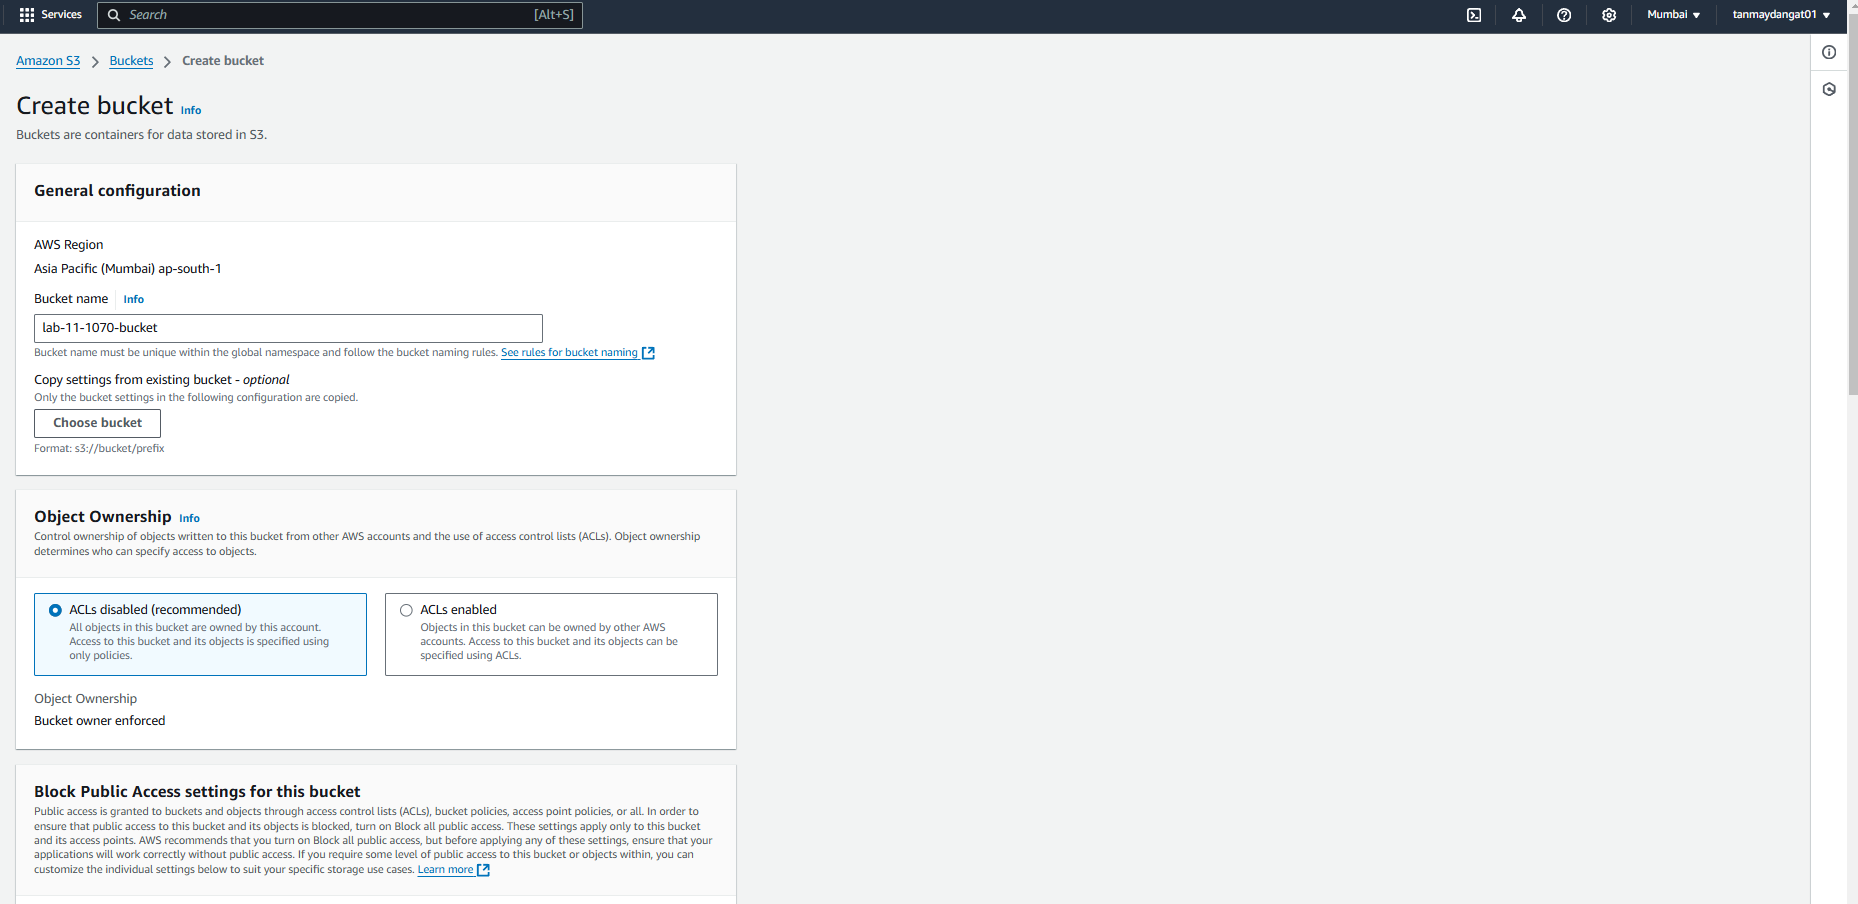 Services
Search
[Alt+S]
Mumbai
tanmaydangat01
Amazon S3
Buckets
Create bucket
Create bucket Info
Buckets are containers for data stored in S3.
General configuration
AWS Region
Asia Pacific (Mumbai) ap-south-1
Bucket name Info
lab-11-1070-bucket
Bucket name must be unique within the global namespace and follow the bucket naming rules. See rules for bucket naming
Copy settings from existing bucket - optional
Only the bucket settings in the following configuration are copied.
Choose bucket
Format: s3://bucket/prefix
Object Ownership Info
Control ownership of objects written to this bucket from other AWS accounts and the use of access control lists (ACLs). Object ownership
determines who can specify access to objects.
ACLs disabled (recommended)
All objects in this bucket are owned by this account.
Access to this bucket and its objects is specified using
only policies.
ACLs enabled
Objects in this bucket can be owned by other AWS
accounts. Access to this bucket and its objects can be
specified using ACLs.
Object Ownership
Bucket owner enforced
Block Public Access settings for this bucket
Public access is granted to buckets and objects through access control lists (ACLs), bucket policies, access point policies, or all. In order to
ensure that public access to this bucket and its objects is blocked, turn on Block all public access. These settings apply only to this bucket
and its access points. AWS recommends that you turn on Block all public access, but before applying any of these settings, ensure that your
applications will work correctly without public access. If you require some level of public access to this bucket or objects within, you can
customize the individual settings below to suit your specific storage use cases. Learn more